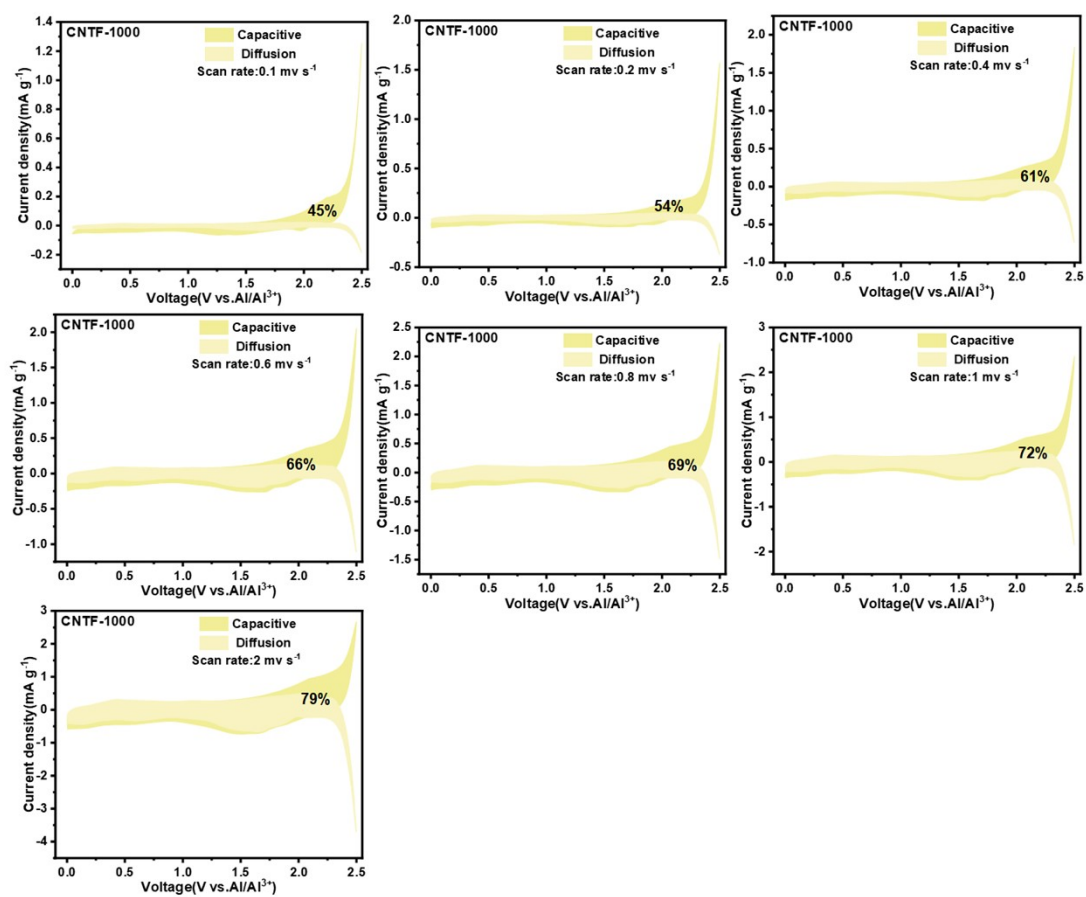 CNTF-1000
Capacitive
Diffusion
Scan rate:0.1 mv s⁻¹
45%
1.4
1.2
1.0
0.8
0.6
0.4
0.2
0.0
-0.2
Current density(mA g⁻¹)
0.0 0.5 1.0 1.5 2.0 2.5
Voltage(V vs.Al/Al³⁺)
CNTF-1000
Capacitive
Diffusion
Scan rate:0.2 mv s⁻¹
54%
2.0
1.5
1.0
0.5
0.0
-0.5
Current density(mA g⁻¹)
0.0 0.5 1.0 1.5 2.0 2.5
Voltage(V vs.Al/Al³⁺)
CNTF-1000
Capacitive
Diffusion
Scan rate:0.4 mv s⁻¹
61%
2.0
1.5
1.0
0.5
0.0
-0.5
-1.0
Current density(mA g⁻¹)
0.0 0.5 1.0 1.5 2.0 2.5
Voltage(V vs.Al/Al³⁺)
CNTF-1000
Capacitive
Diffusion
Scan rate:0.6 mv s⁻¹
66%
2.0
1.5
1.0
0.5
0.0
-0.5
-1.0
Current density(mA g⁻¹)
0.0 0.5 1.0 1.5 2.0 2.5
Voltage(V vs.Al/Al³⁺)
CNTF-1000
Capacitive
Diffusion
Scan rate:0.8 mv s⁻¹
69%
2.5
2.0
1.5
1.0
0.5
0.0
-0.5
-1.0
-1.5
Current density(mA g⁻¹)
0.0 0.5 1.0 1.5 2.0 2.5
Voltage(V vs.Al/Al³⁺)
CNTF-1000
Capacitive
Diffusion
Scan rate:1 mv s⁻¹
72%
3
2
1
0
-1
-2
Current density(mA g⁻¹)
0.0 0.5 1.0 1.5 2.0 2.5
Voltage(V vs.Al/Al³⁺)
CNTF-1000
Capacitive
Diffusion
Scan rate:2 mv s⁻¹
79%
3
2
1
0
-1
-2
-3
-4
Current density(mA g⁻¹)
0.0 0.5 1.0 1.5 2.0 2.5
Voltage(V vs.Al/Al³⁺)